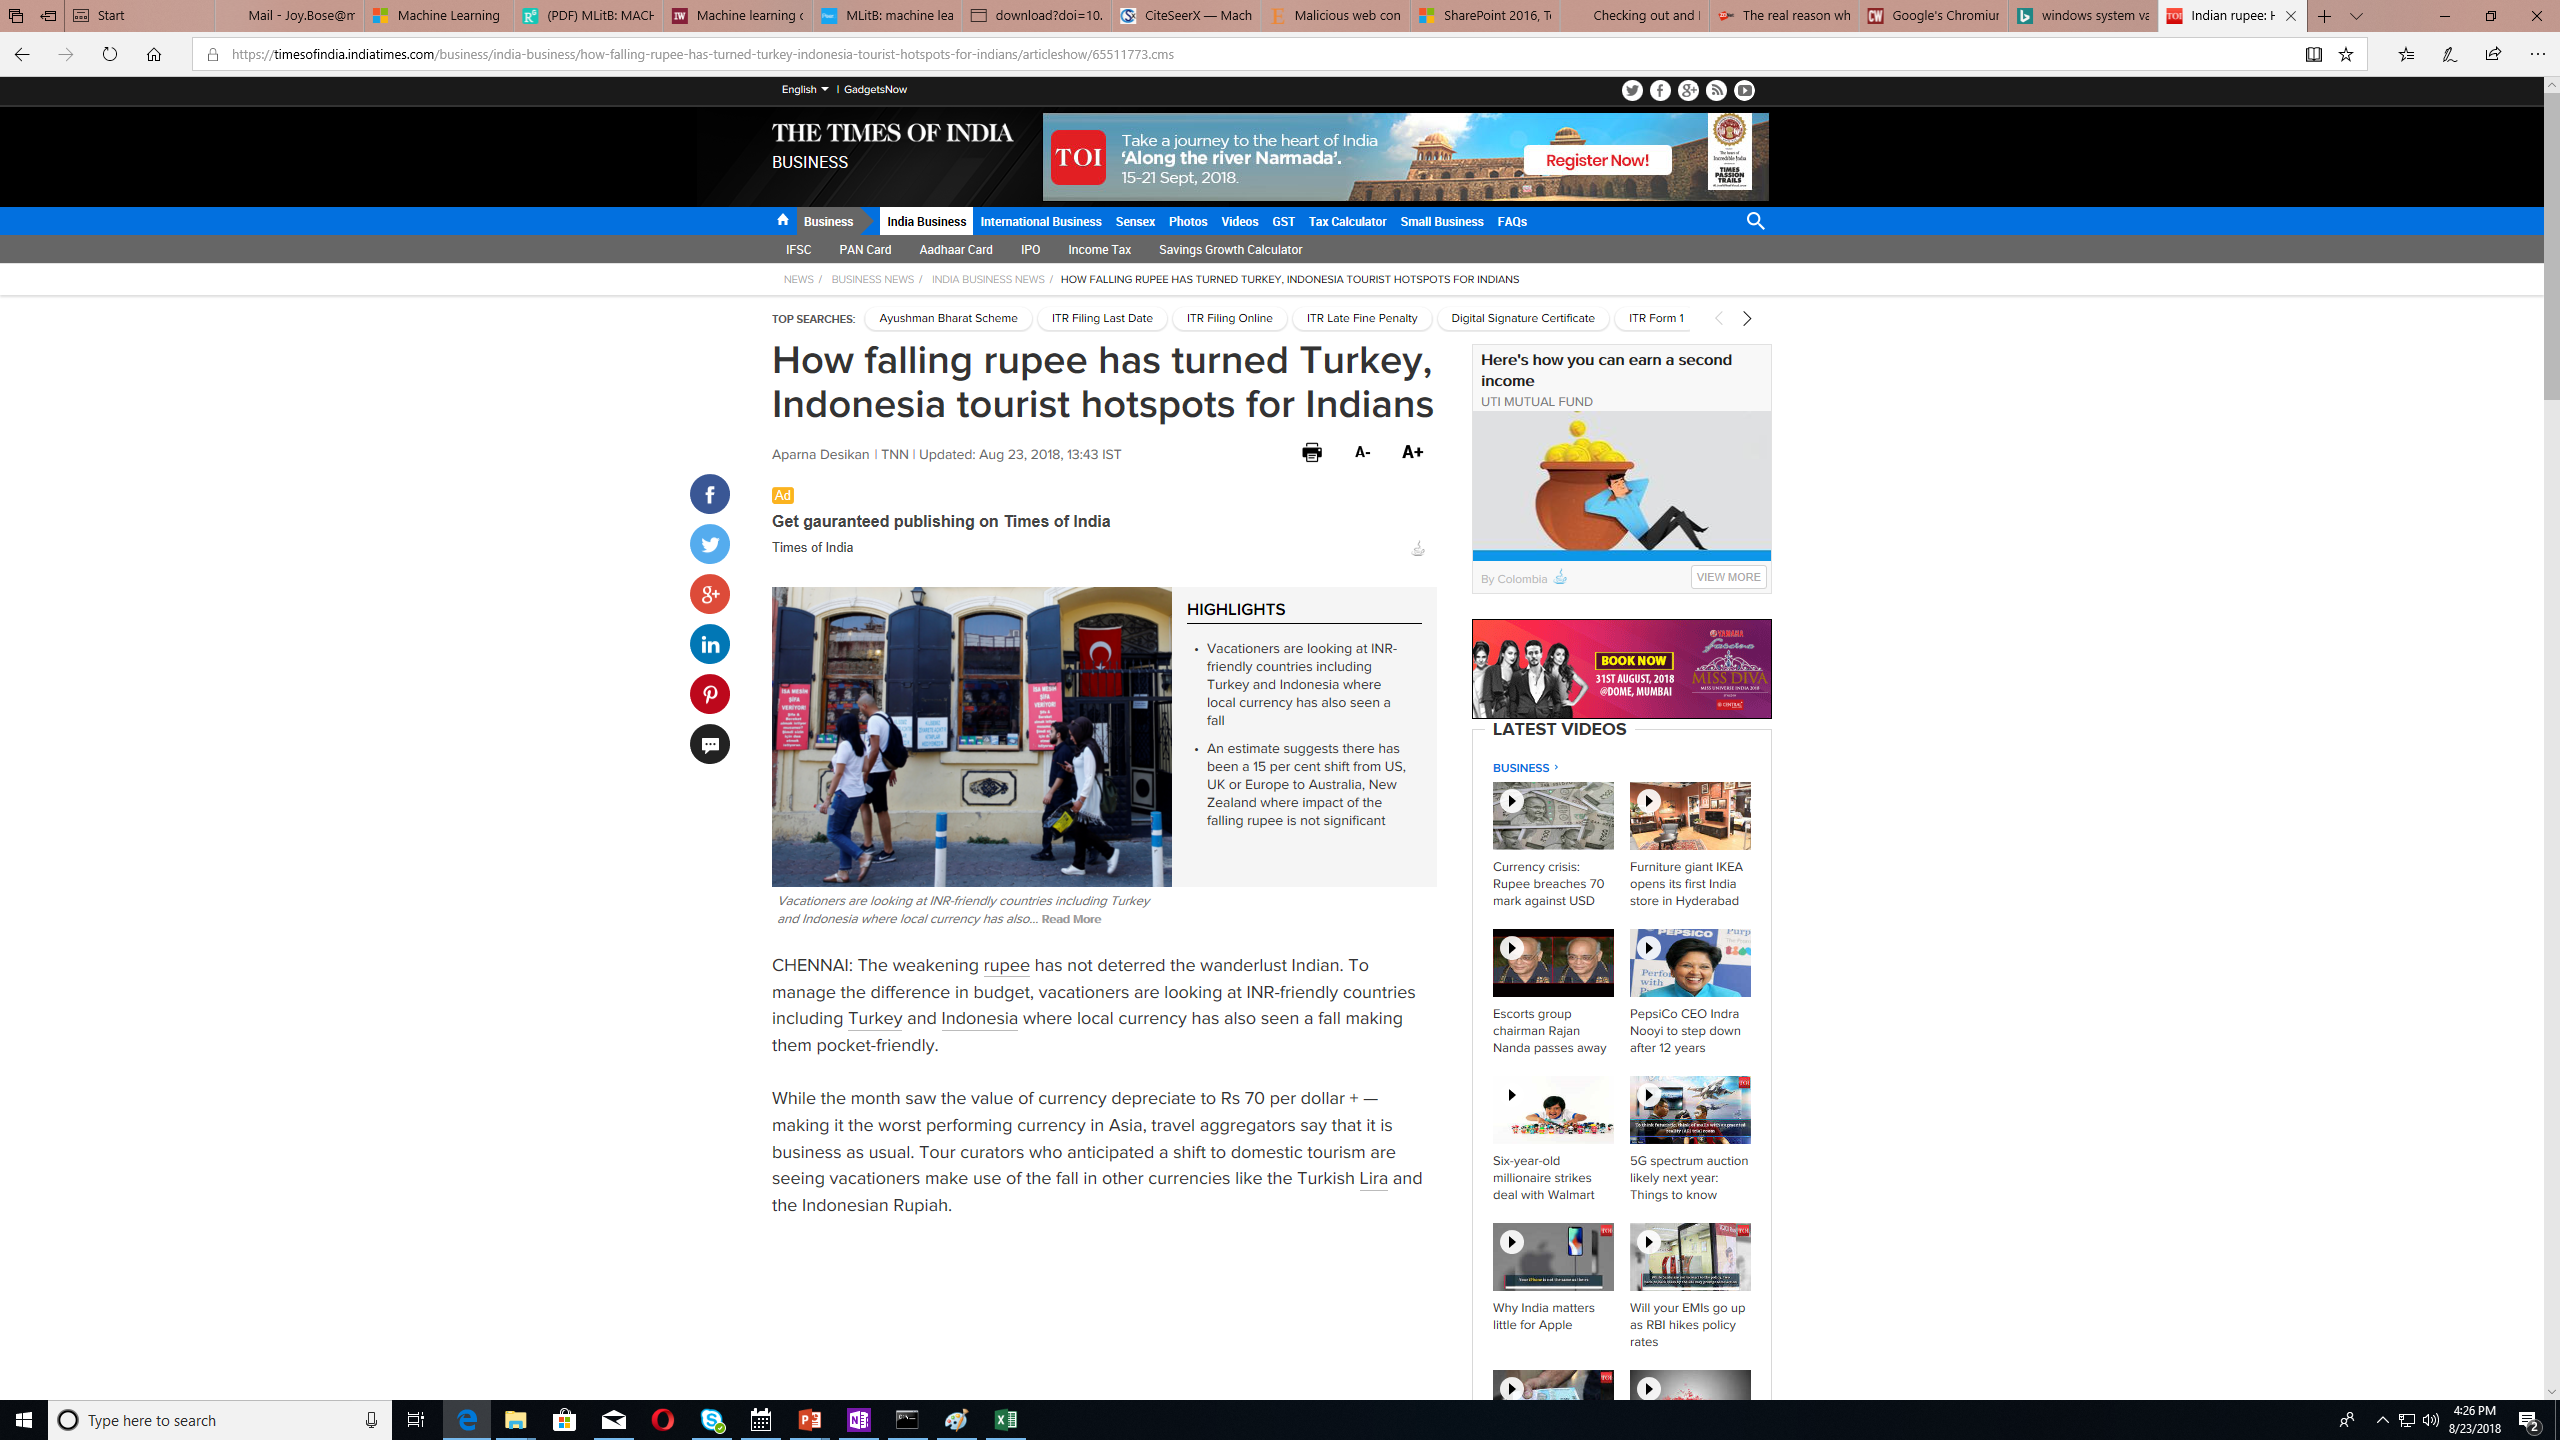 Start
Mail - Joy.Bose@m
Machine Learning
(PDF) MLitB: MACH
Machine learning c
MLitB: machine lea
download?doi=10.
CiteSeerX — Mach
Malicious web con
SharePoint 2016, T
Checking out and
The real reason wh
Google's Chromiur
windows system va
Indian rupee: H
https://timesofindia.indiatimes.com/business/india-business/how-falling-rupee-has-turned-turkey-indonesia-tourist-hotspots-for-indians/articleshow/65511773.cms
English | GadgetsNow
THE TIMES OF INDIA
BUSINESS
TOI
Take a journey to the heart of India
'Along the river Narmada'.
15-21 Sept, 2018.
Register Now!
TIMES
PASSION
TRAILS
Business India Business International Business Sensex Photos Videos GST Tax Calculator Small Business FAQs
IFSC PAN Card Aadhaar Card IPO Income Tax Savings Growth Calculator
NEWS / BUSINESS NEWS / INDIA BUSINESS NEWS / HOW FALLING RUPEE HAS TURNED TURKEY, INDONESIA TOURIST HOTSPOTS FOR INDIANS
TOP SEARCHES: Ayushman Bharat Scheme ITR Filing Last Date ITR Filing Online ITR Late Fine Penalty Digital Signature Certificate ITR Form 1
How falling rupee has turned Turkey,
Indonesia tourist hotspots for Indians
Aparna Desikan | TNN | Updated: Aug 23, 2018, 13:43 IST
A- A+
Ad
Get gauranteed publishing on Times of India
Times of India
HIGHLIGHTS
• Vacationers are looking at INR-
friendly countries including
Turkey and Indonesia where
local currency has also seen a
fall
• An estimate suggests there has
been a 15 per cent shift from US,
UK or Europe to Australia, New
Zealand where impact of the
falling rupee is not significant
Vacationers are looking at INR-friendly countries including Turkey
and Indonesia where local currency has also... Read More
CHENNAI: The weakening rupee has not deterred the wanderlust Indian. To
manage the difference in budget, vacationers are looking at INR-friendly countries
including Turkey and Indonesia where local currency has also seen a fall making
them pocket-friendly.
While the month saw the value of currency depreciate to Rs 70 per dollar + —
making it the worst performing currency in Asia, travel aggregators say that it is
business as usual. Tour curators who anticipated a shift to domestic tourism are
seeing vacationers make use of the fall in other currencies like the Turkish Lira and
the Indonesian Rupiah.
Here's how you can earn a second
income
UTI MUTUAL FUND
By Colombia
VIEW MORE
BOOK NOW
31ST AUGUST, 2018
@DOME, MUMBAI
YAMAHA
fascino
MISS DIVA
MISS UNIVERSE INDIA 2018
LATEST VIDEOS
BUSINESS ›
Currency crisis:
Rupee breaches 70
mark against USD
Furniture giant IKEA
opens its first India
store in Hyderabad
PEPSICO
Escorts group
chairman Rajan
Nanda passes away
PepsiCo CEO Indra
Nooyi to step down
after 12 years
Six-year-old
millionaire strikes
deal with Walmart
5G spectrum auction
likely next year:
Things to know
Why India matters
little for Apple
Will your EMIs go up
as RBI hikes policy
rates
Type here to search
4:26 PM
8/23/2018
2